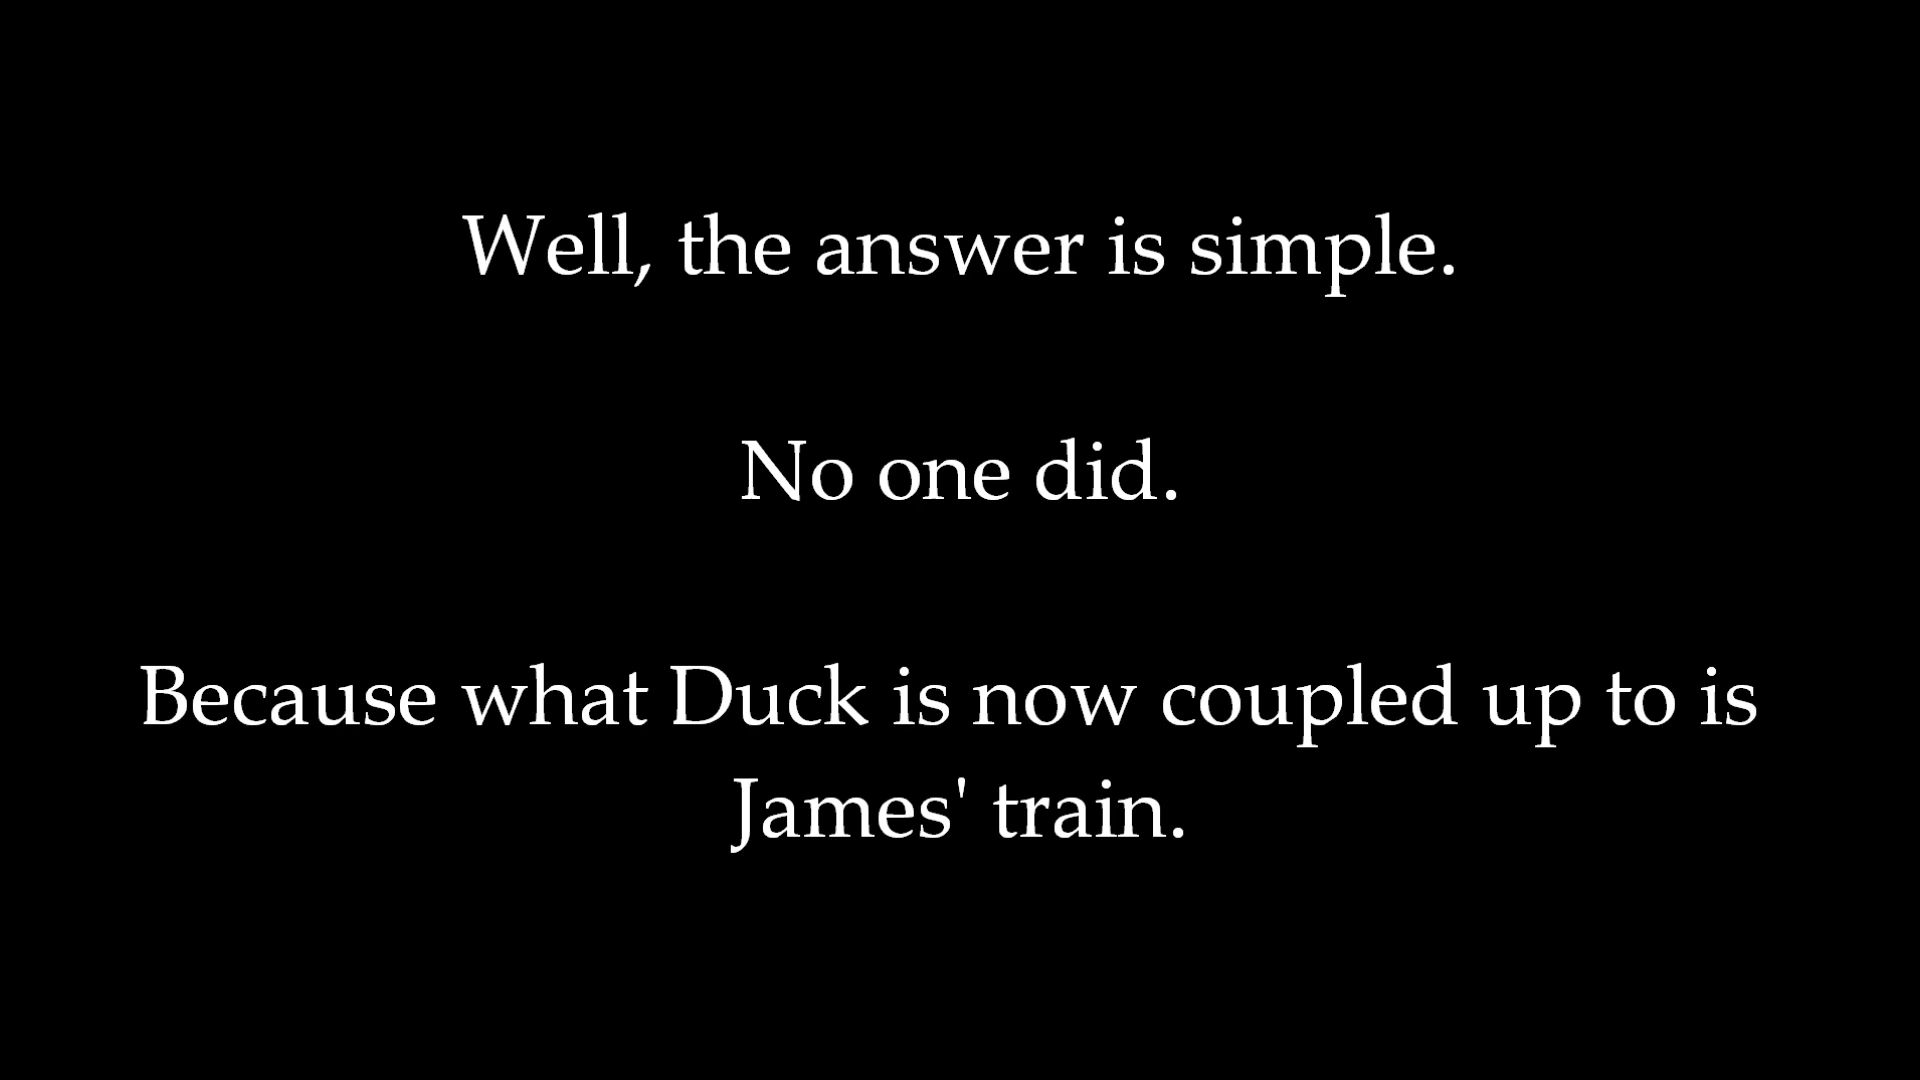 Well, the answer is simple.
No one did.
Because what Duck is now coupled up to is
James' train.